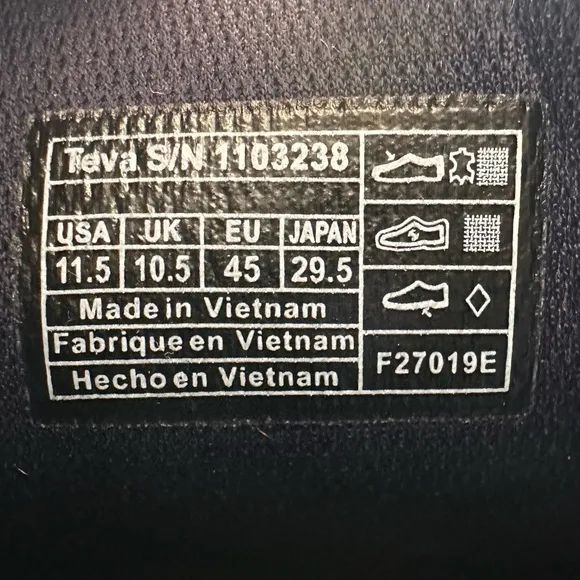 Teva S/N 1103238
USA UK EU JAPAN
11.5 10.5 45 29.5
Made in Vietnam
Fabrique en Vietnam
Hecho en Vietnam
F27019E